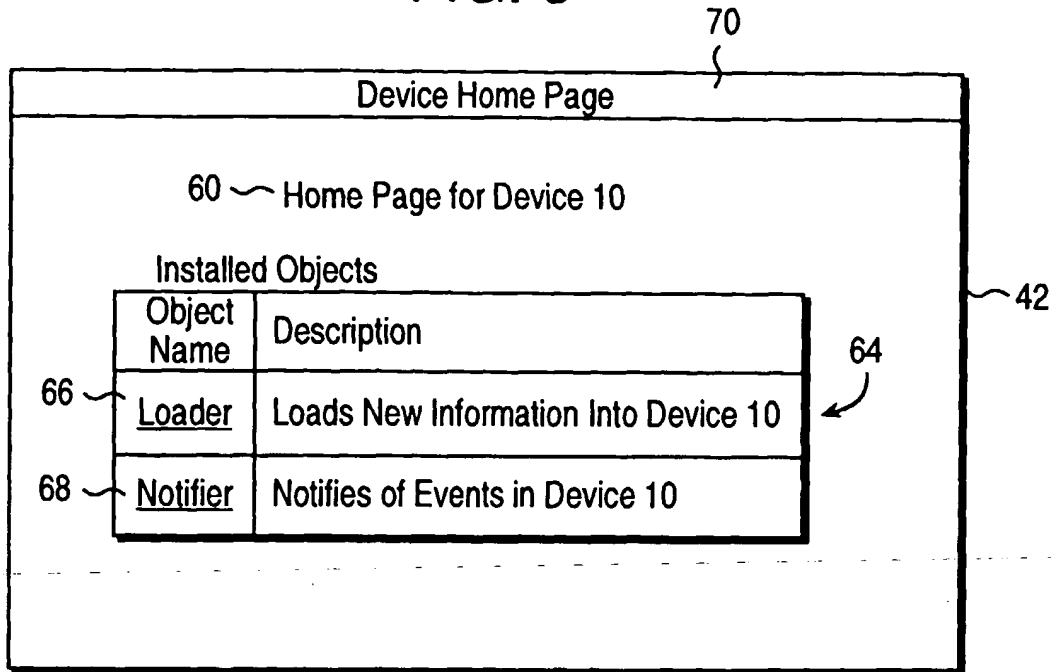 70
Device Home Page
60 Home Page for Device 10
Installed Objects
42
Object Name
Description
64
66
Loader
Loads New Information Into Device 10
68
Notifier
Notifies of Events in Device 10